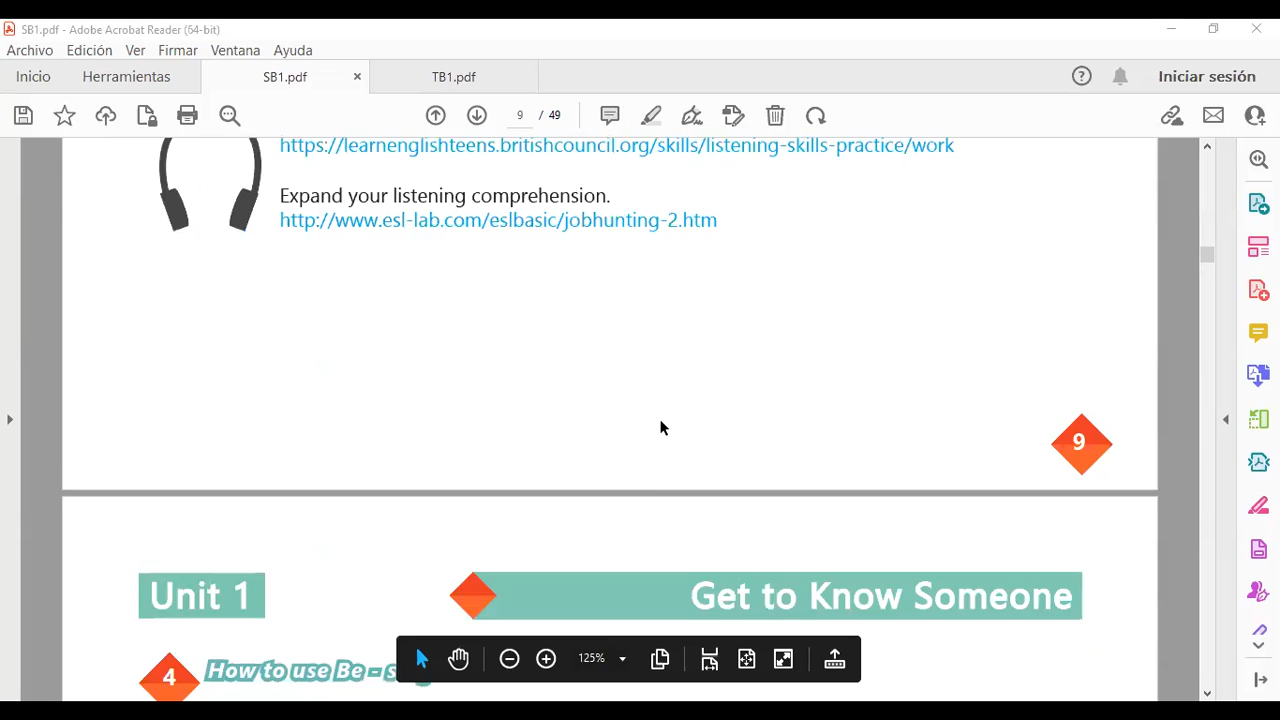 SB1.pdf - Adobe Acrobat Reader (64-bit)
Archivo Edición Ver Firmar Ventana Ayuda
Inicio Herramientas SB1.pdf × TB1.pdf Iniciar sesión
9 / 49
https://learnenglishteens.britishcouncil.org/skills/listening-skills-practice/work
Expand your listening comprehension.
http://www.esl-lab.com/eslbasic/jobhunting-2.htm
9
Unit 1 Get to Know Someone
4 How to use Be - s
125%